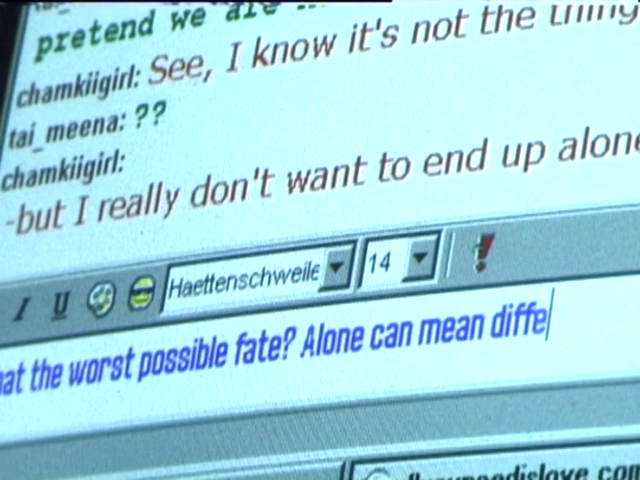 pretend we are ...
chamkiigirl: See, I know it's not the thing
tai_meena: ??
chamkiigirl:
-but I really don't want to end up alone
I U Haettenschweile 14
hat the worst possible fate? Alone can mean diffe